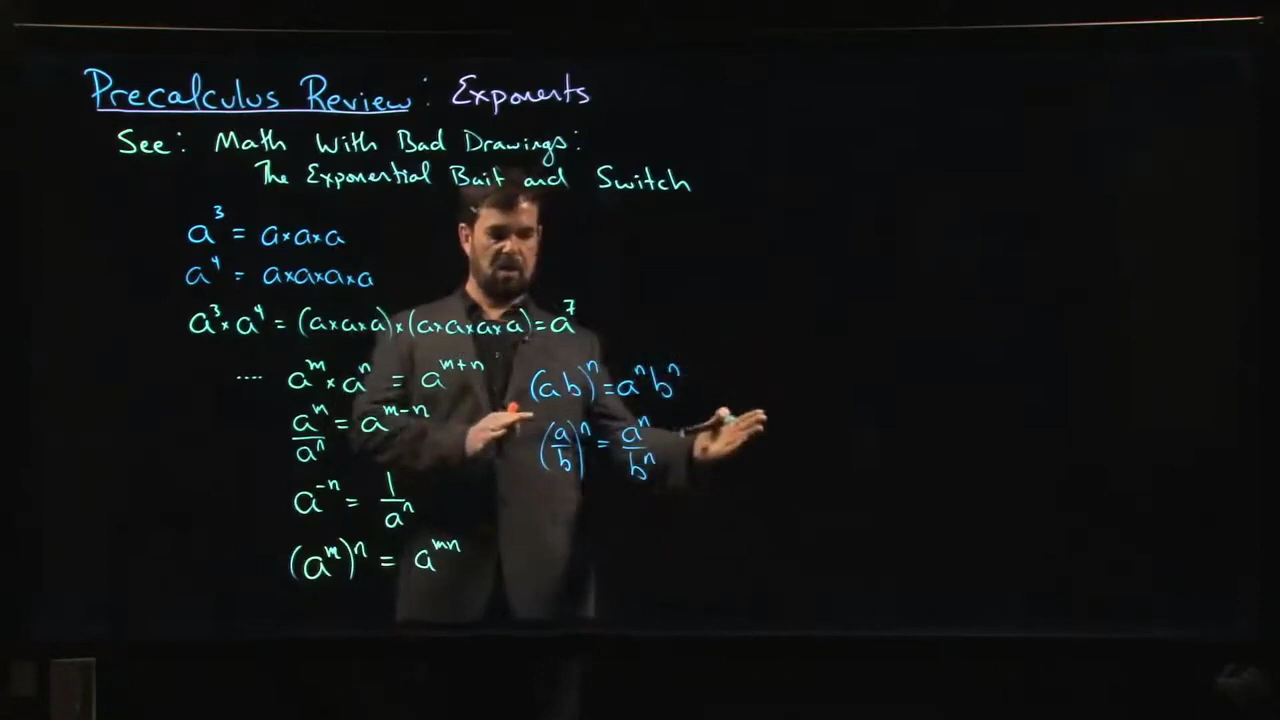 Precalculus Review: Exponents
See: Math With Bad Drawings:
The Exponential Bait and Switch
a³ = a×a×a
a⁴ = a×a×a×a
a³×a⁴ = (a×a×a)×(a×a×a×a)=a⁷
.... aᵐ×aⁿ = aᵐ⁺ⁿ
aᵐ/aⁿ = aᵐ⁻ⁿ
a⁻ⁿ = 1/aⁿ
(aᵐ)ⁿ = aᵐⁿ
(ab)ⁿ=aⁿbⁿ
(a/b)ⁿ = aⁿ/bⁿ